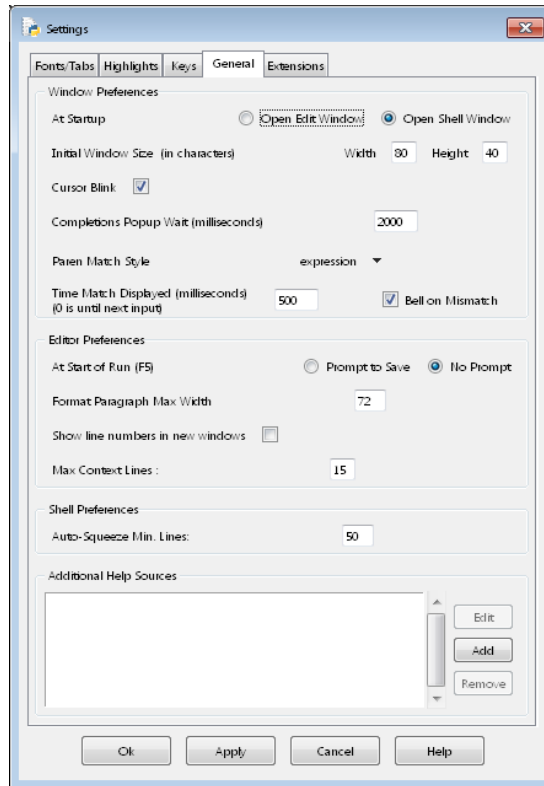 Settings
Fonts/Tabs Highlights Keys General Extensions
Window Preferences
At Startup Open Edit Window Open Shell Window
Initial Window Size (in characters) Width 80 Height 40
Cursor Blink
Completions Popup Wait (milliseconds) 2000
Paren Match Style expression
Time Match Displayed (milliseconds)
(0 is until next input) 500 Bell on Mismatch
Editor Preferences
At Start of Run (F5) Prompt to Save No Prompt
Format Paragraph Max Width 72
Show line numbers in new windows
Max Context Lines : 15
Shell Preferences
Auto-Squeeze Min. Lines: 50
Additional Help Sources
Edit
Add
Remove
Ok Apply Cancel Help